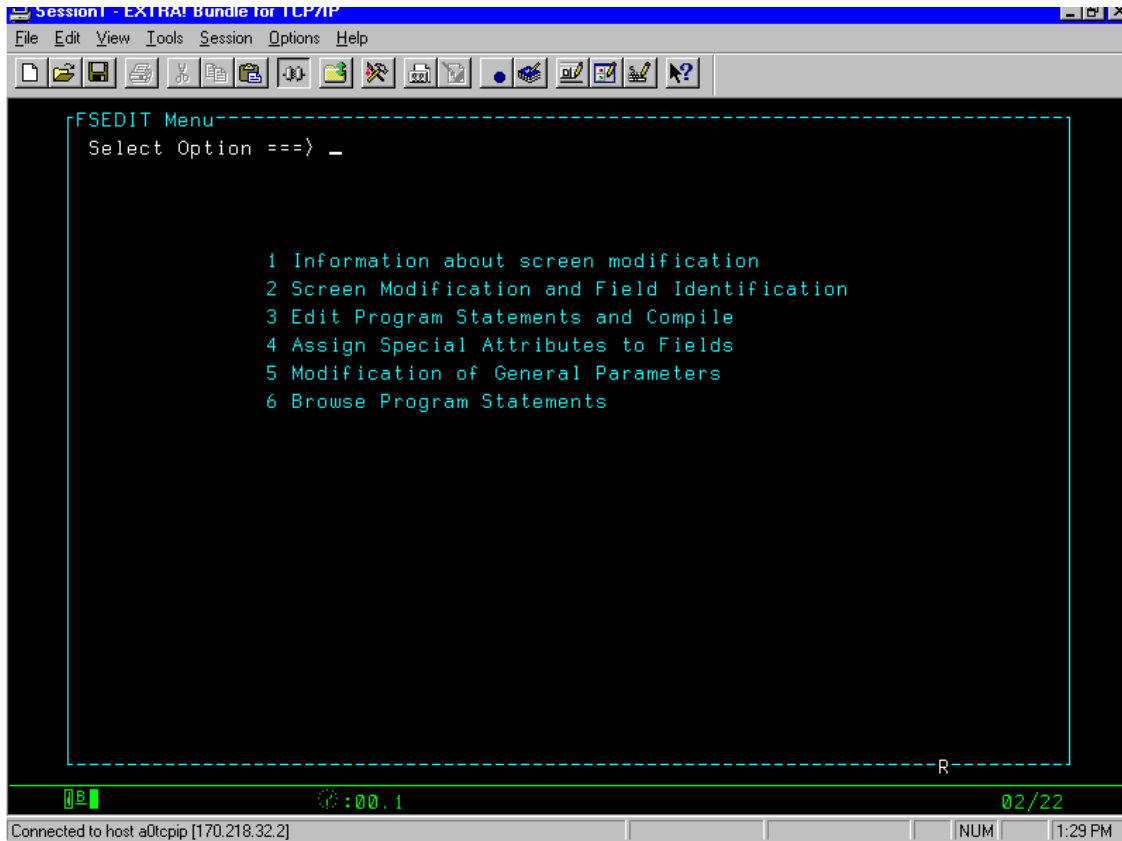 Session1 - EXTRA! Bundle for TCP/IP
File Edit View Tools Session Options Help
FSEDIT Menu
Select Option ===> _
1 Information about screen modification
2 Screen Modification and Field Identification
3 Edit Program Statements and Compile
4 Assign Special Attributes to Fields
5 Modification of General Parameters
6 Browse Program Statements
R
B :00.1 02/22
Connected to host a0tcpip [170.218.32.2] NUM 1:29 PM